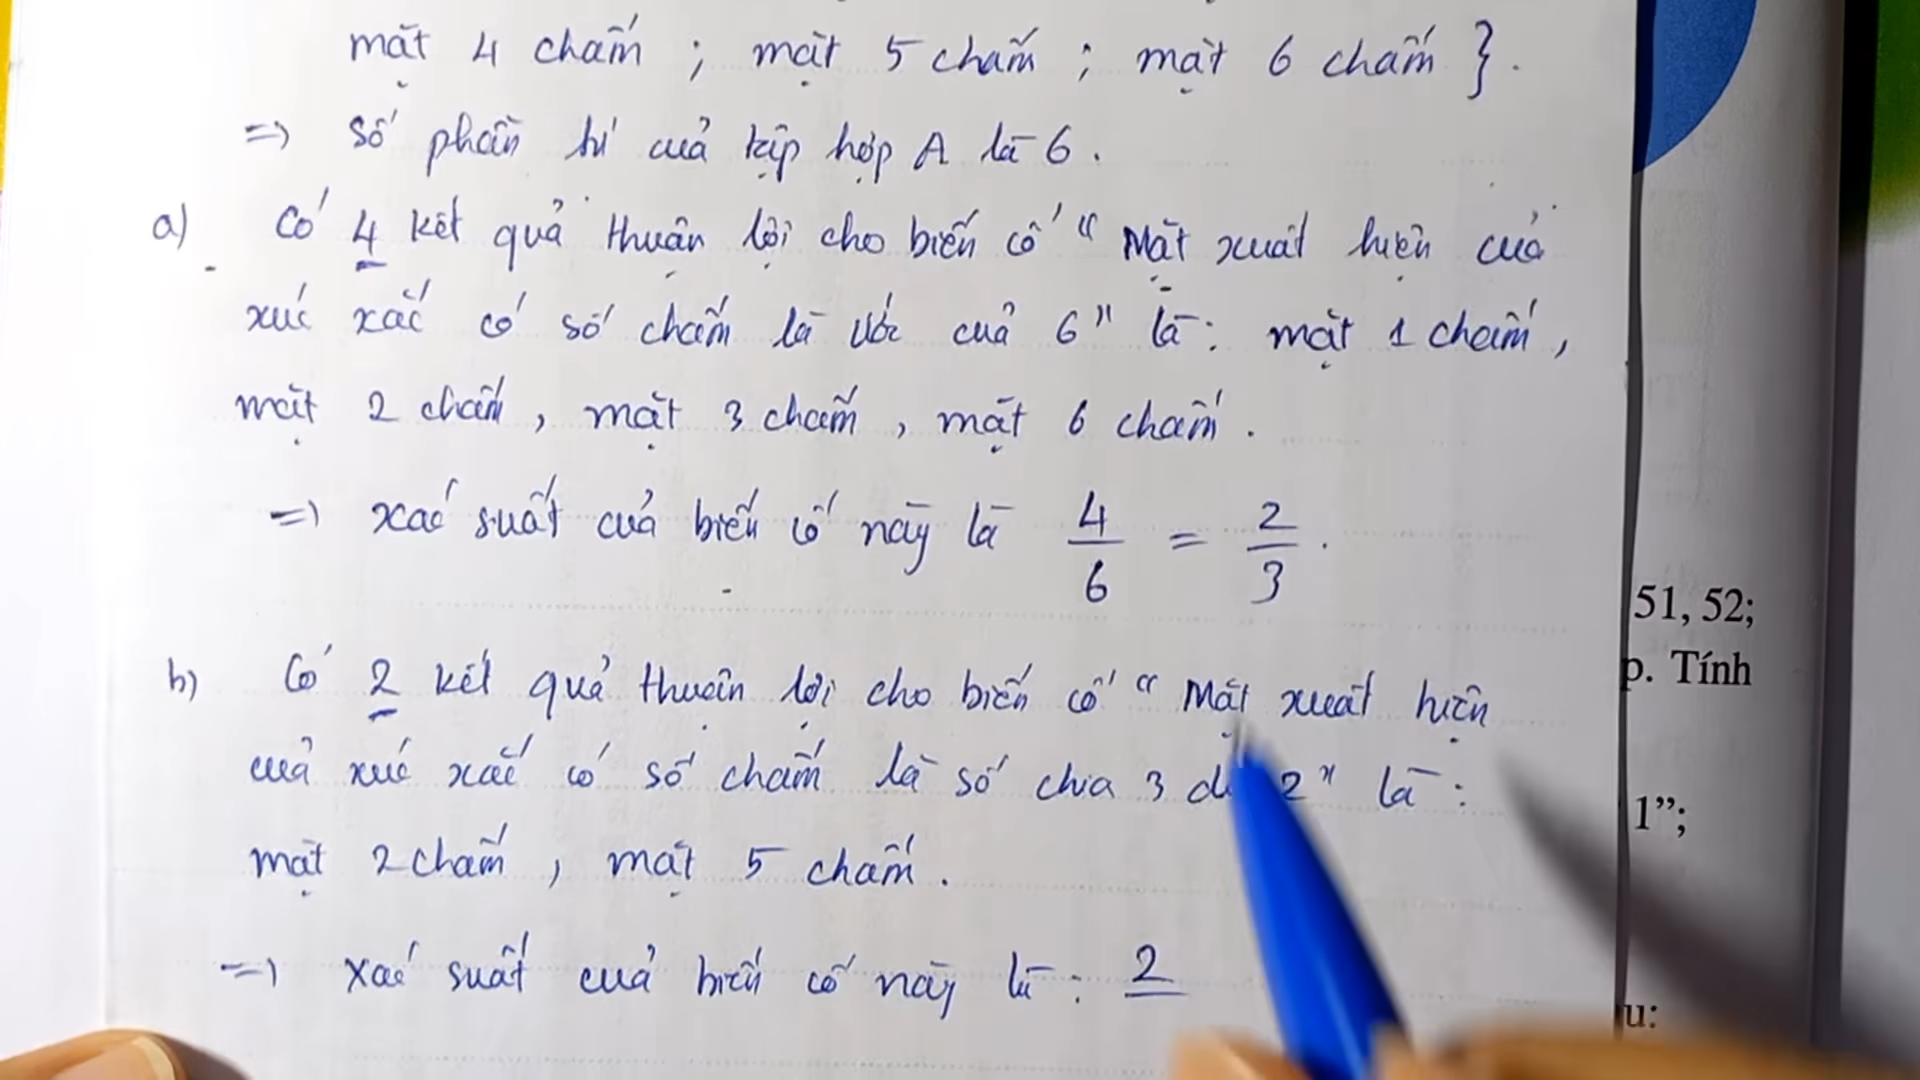 mặt 4 chấm ; mặt 5 chấm ; mặt 6 chấm }.
=> Số phần tử của tập hợp A là 6.
a) Có 4 kết quả thuận lợi cho biến cố "Mặt xuất hiện của
xúc xắc có số chấm là ước của 6" là: mặt 1 chấm,
mặt 2 chấm, mặt 3 chấm, mặt 6 chấm.
=> xác suất của biến cố này là 4/6 = 2/3.
b) Có 2 kết quả thuận lợi cho biến cố "Mặt xuất hiện
của xúc xắc có số chấm là số chia 3 dư 2" là:
mặt 2 chấm, mặt 5 chấm.
=> xác suất của biến cố này là: 2
51, 52;
p. Tính
1”;
u: